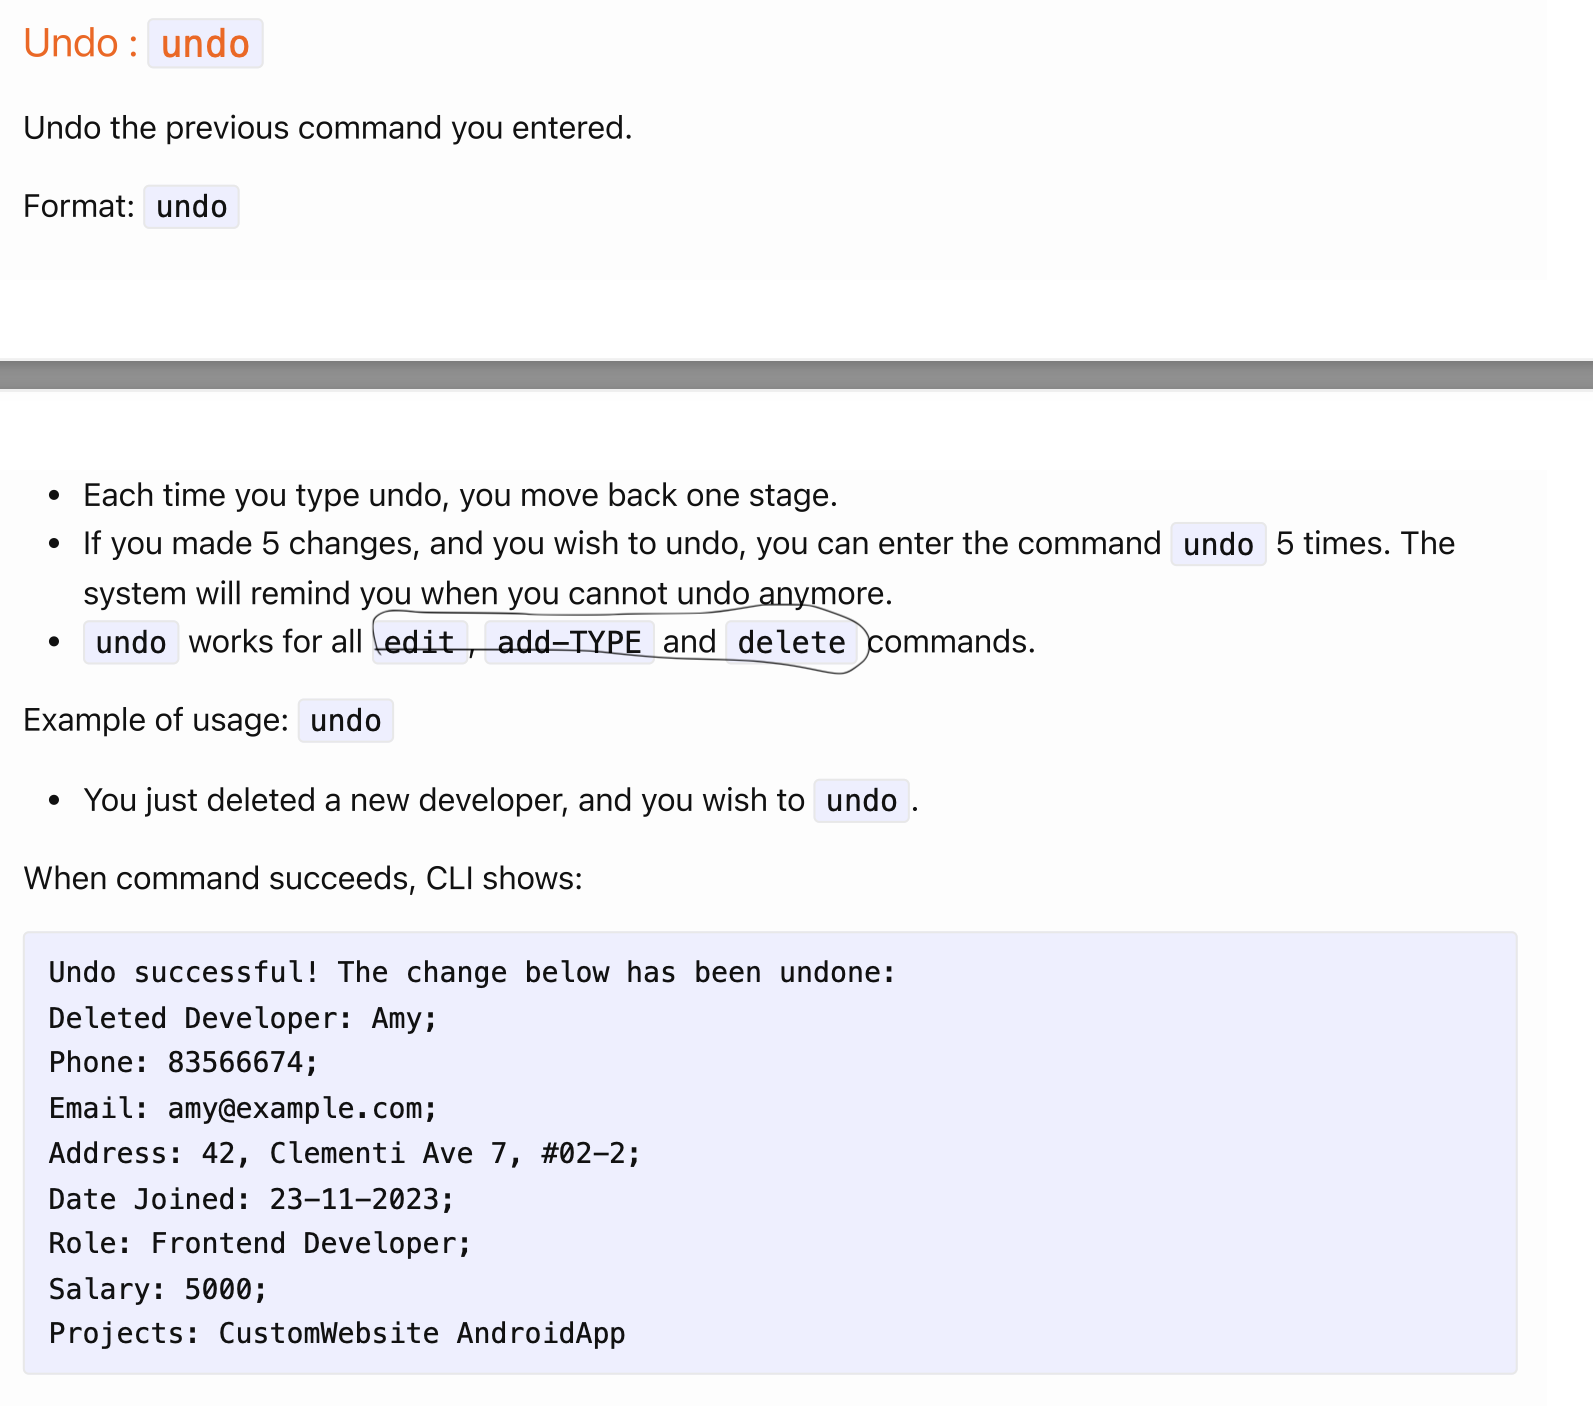 Undo : undo
Undo the previous command you entered.
Format: undo
• Each time you type undo, you move back one stage.
• If you made 5 changes, and you wish to undo, you can enter the command undo 5 times. The
system will remind you when you cannot undo anymore.
• undo works for all edit , add-TYPE and delete commands.
Example of usage: undo
• You just deleted a new developer, and you wish to undo .
When command succeeds, CLI shows:
Undo successful! The change below has been undone:
Deleted Developer: Amy;
Phone: 83566674;
Email: amy@example.com;
Address: 42, Clementi Ave 7, #02-2;
Date Joined: 23-11-2023;
Role: Frontend Developer;
Salary: 5000;
Projects: CustomWebsite AndroidApp